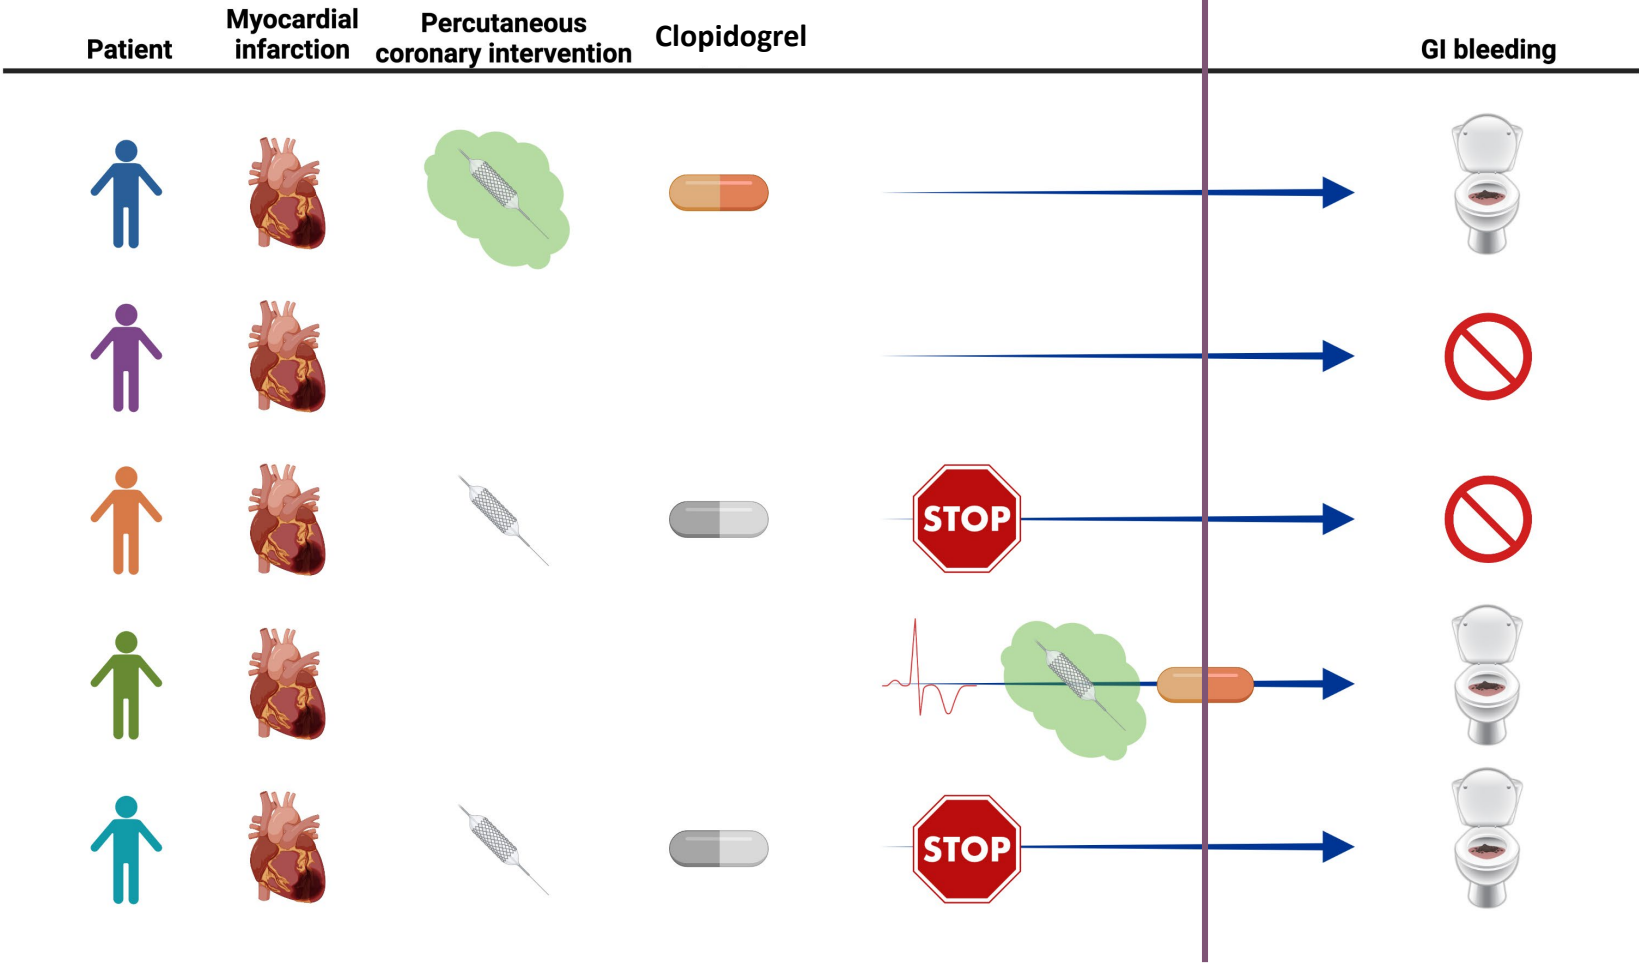 Patient
Myocardial
infarction
Percutaneous
coronary intervention
Clopidogrel
GI bleeding
STOP
STOP